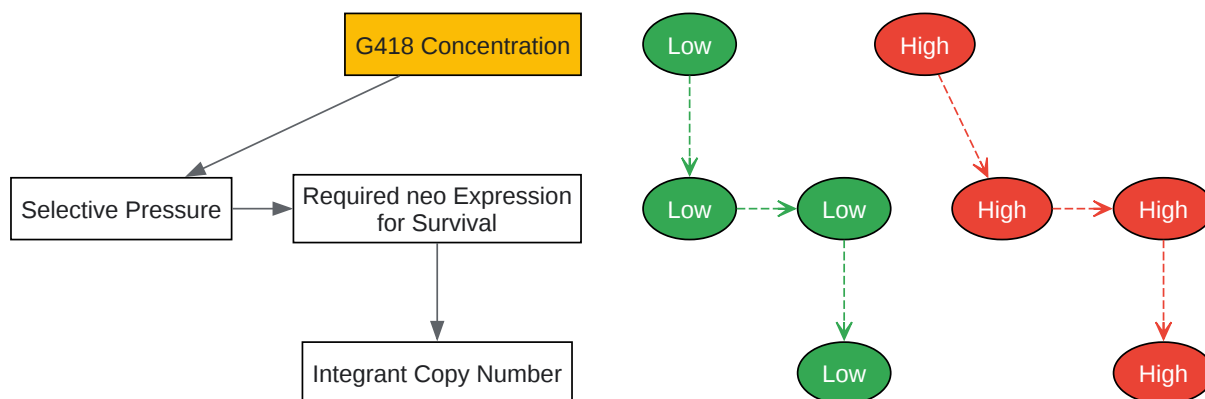 G418 Concentration
Low
High
Selective Pressure
Required neo Expression
for Survival
Low
Low
High
High
Integrant Copy Number
Low
High